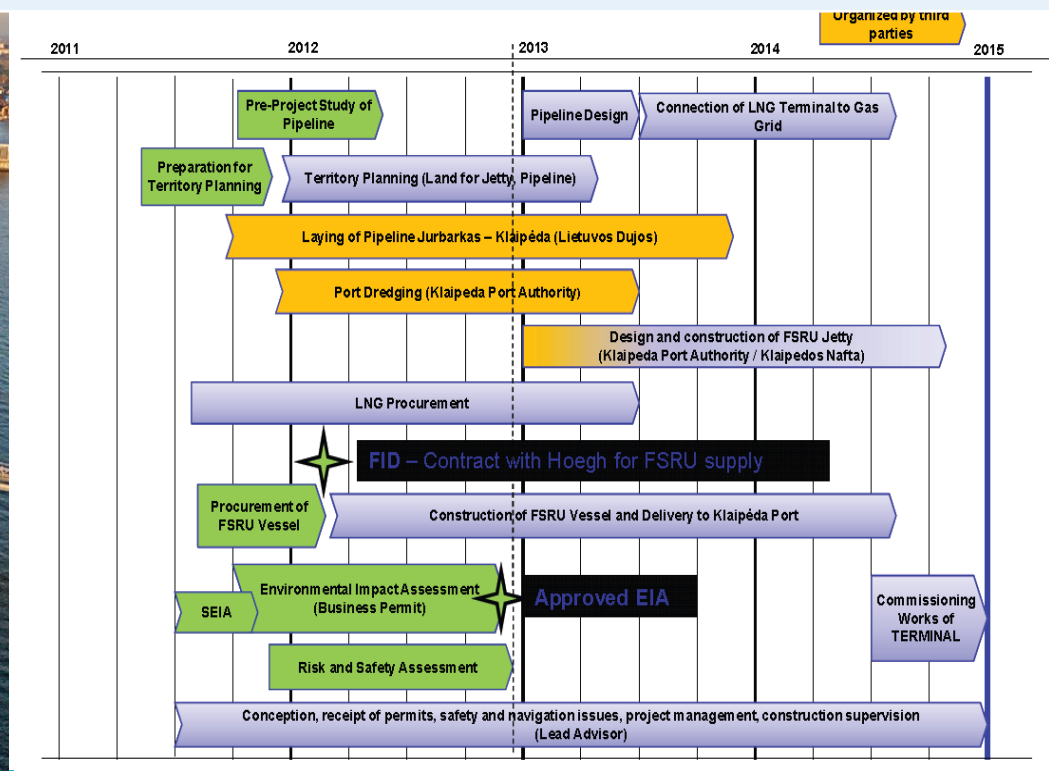 Organized by third
parties
2011
2012
2013
2014
2015
Pre-Project Study of
Pipeline
Pipeline Design
Connection of LNG Terminal to Gas
Grid
Preparation for
Territory Planning
Territory Planning (Land for Jetty, Pipeline)
Laying of Pipeline Jurbarkas – Klaipėda (Lietuvos Dujos)
Port Dredging (Klaipeda Port Authority)
Design and construction of FSRU Jetty
(Klaipeda Port Authority / Klaipedos Nafta)
LNG Procurement
FID – Contract with Hoegh for FSRU supply
Procurement of
FSRU Vessel
Construction of FSRU Vessel and Delivery to Klaipėda Port
Environmental Impact Assessment
(Business Permit)
SEIA
Approved EIA
Commissioning
Works of
TERMINAL
Risk and Safety Assessment
Conception, receipt of permits, safety and navigation issues, project management, construction supervision
(Lead Advisor)